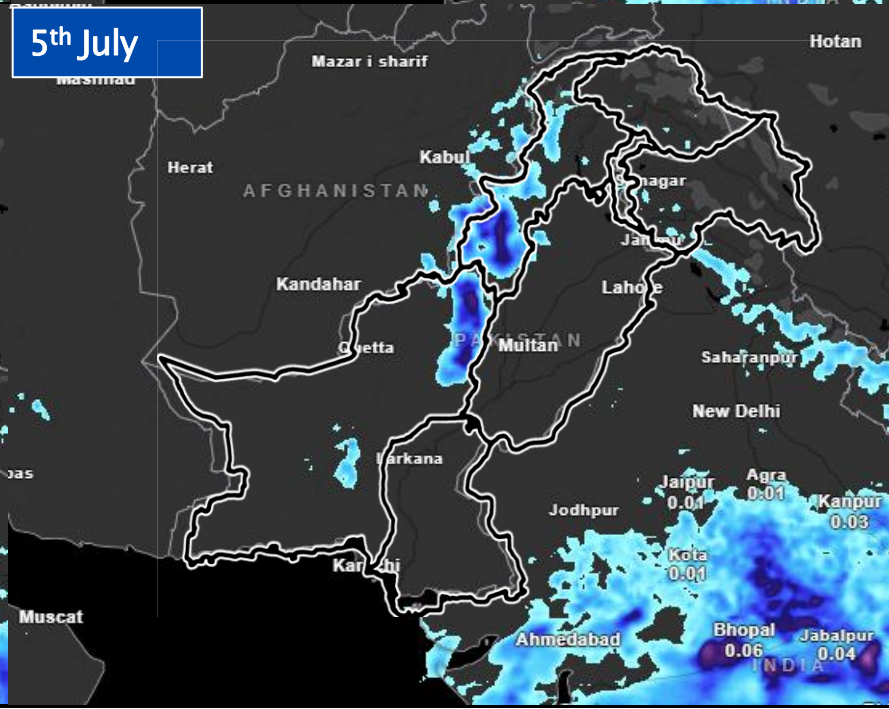 5th July
Hotan
Mazar i sharif
Mashhad
Kabul
Herat
Srinagar
AFGHANISTAN
Jammu
Kandahar
Lahore
PAKISTAN
Quetta
Multan
Saharanpur
New Delhi
Larkana
Agra
0.01
Jaipur
0.01
Kanpur
0.03
Jodhpur
Kota
0.01
Karachi
Muscat
Ahmedabad
Bhopal
0.06
Jabalpur
0.04
INDIA